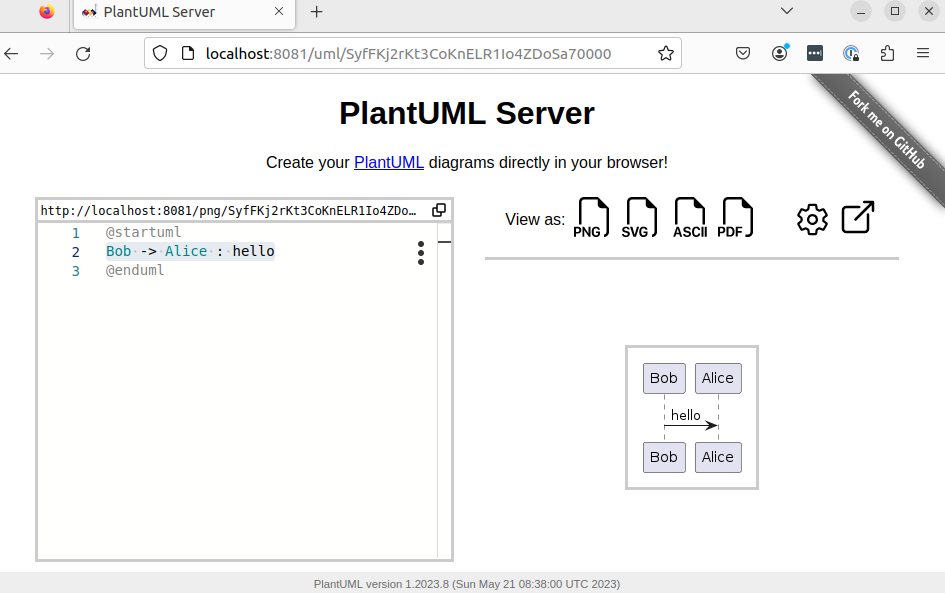 PlantUML Server
localhost:8081/uml/SyfFKj2rKt3CoKnELR1Io4ZDoSa70000
Fork me on GitHub
PlantUML Server
Create your PlantUML diagrams directly in your browser!
http://localhost:8081/png/SyfFKj2rKt3CoKnELR1Io4ZDo…
1 @startuml
2 Bob -> Alice : hello
3 @enduml
View as: PNG SVG ASCII PDF
Bob Alice
hello
Bob Alice
PlantUML version 1.2023.8 (Sun May 21 08:38:00 UTC 2023)